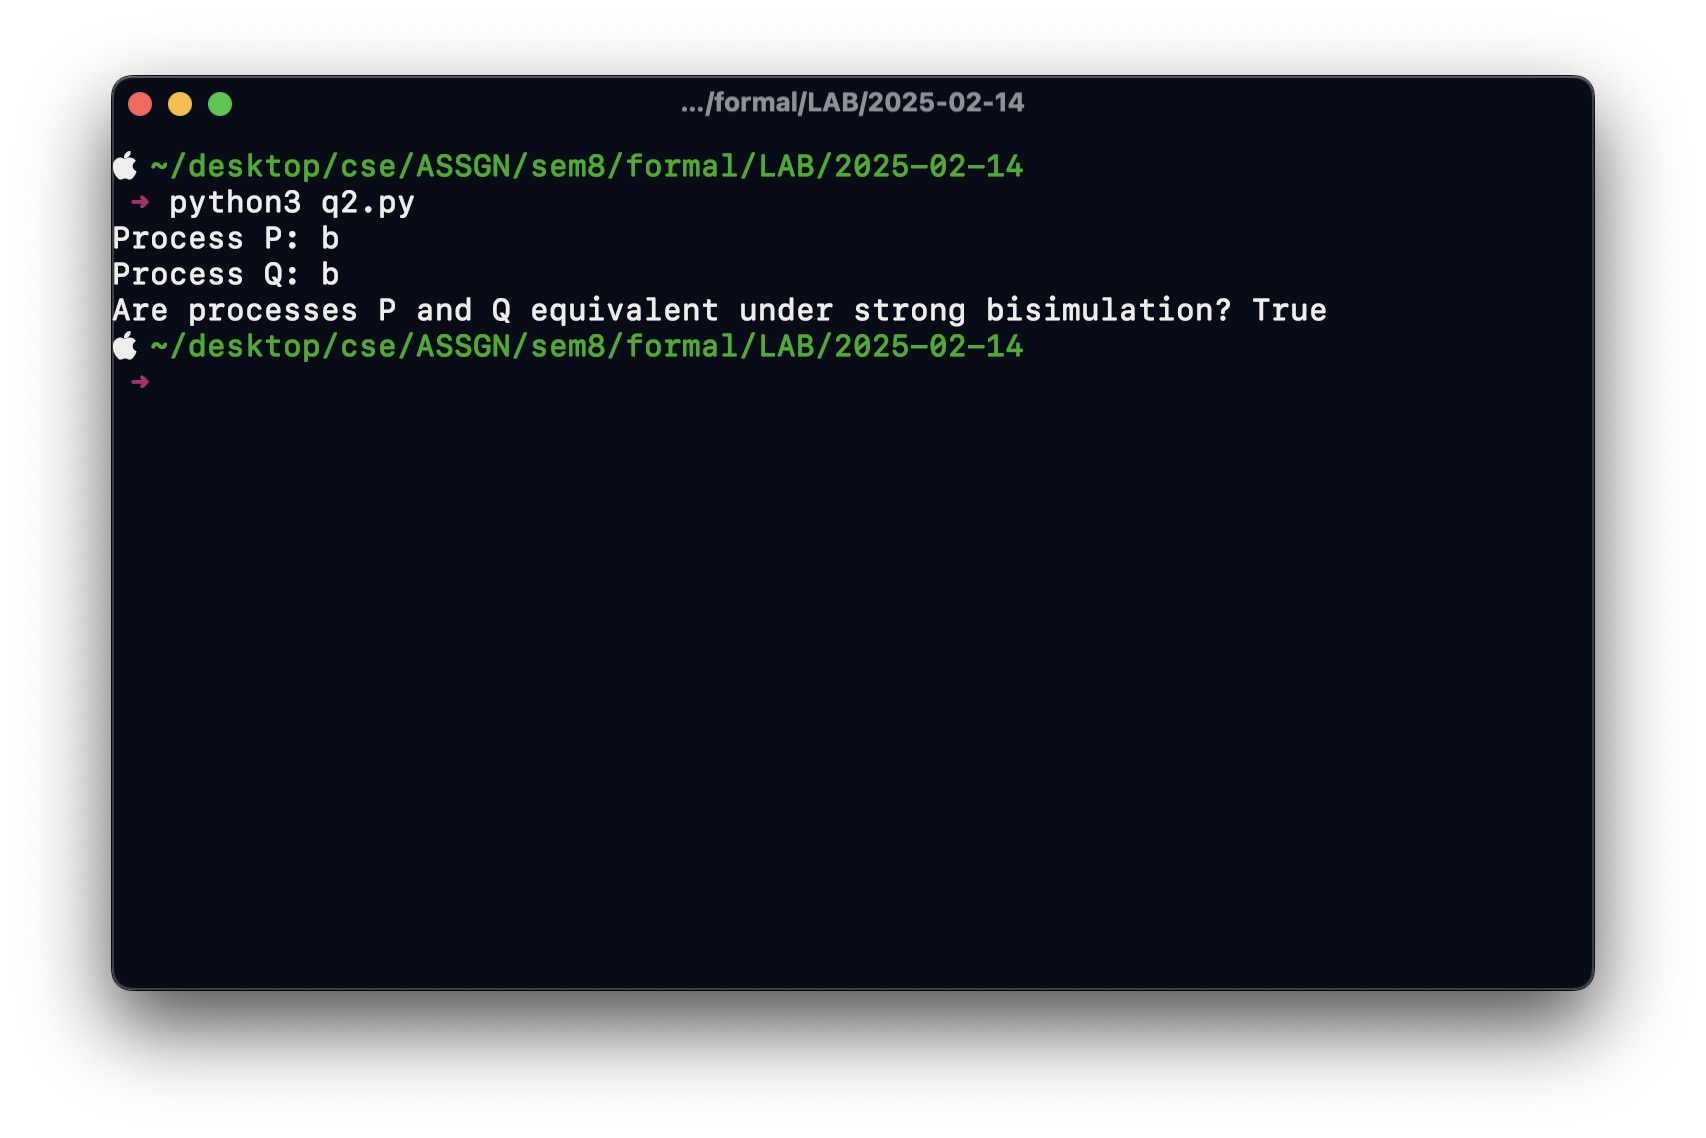 .../formal/LAB/2025-02-14
~/desktop/cse/ASSGN/sem8/formal/LAB/2025-02-14
➜ python3 q2.py
Process P: b
Process Q: b
Are processes P and Q equivalent under strong bisimulation? True
~/desktop/cse/ASSGN/sem8/formal/LAB/2025-02-14
➜